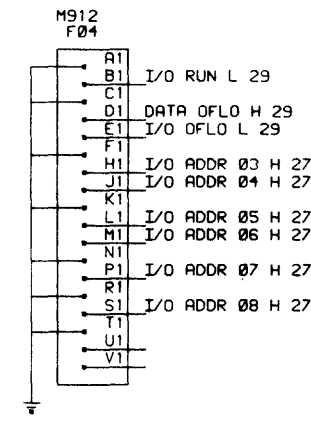 M912
FØ4
A1
B1 I/O RUN L 29
C1
D1 DATA OFLO H 29
E1 I/O OFLO L 29
F1
H1 I/O ADDR Ø3 H 27
J1 I/O ADDR Ø4 H 27
K1
L1 I/O ADDR Ø5 H 27
M1 I/O ADDR Ø6 H 27
N1
P1 I/O ADDR Ø7 H 27
R1
S1 I/O ADDR Ø8 H 27
T1
U1
V1